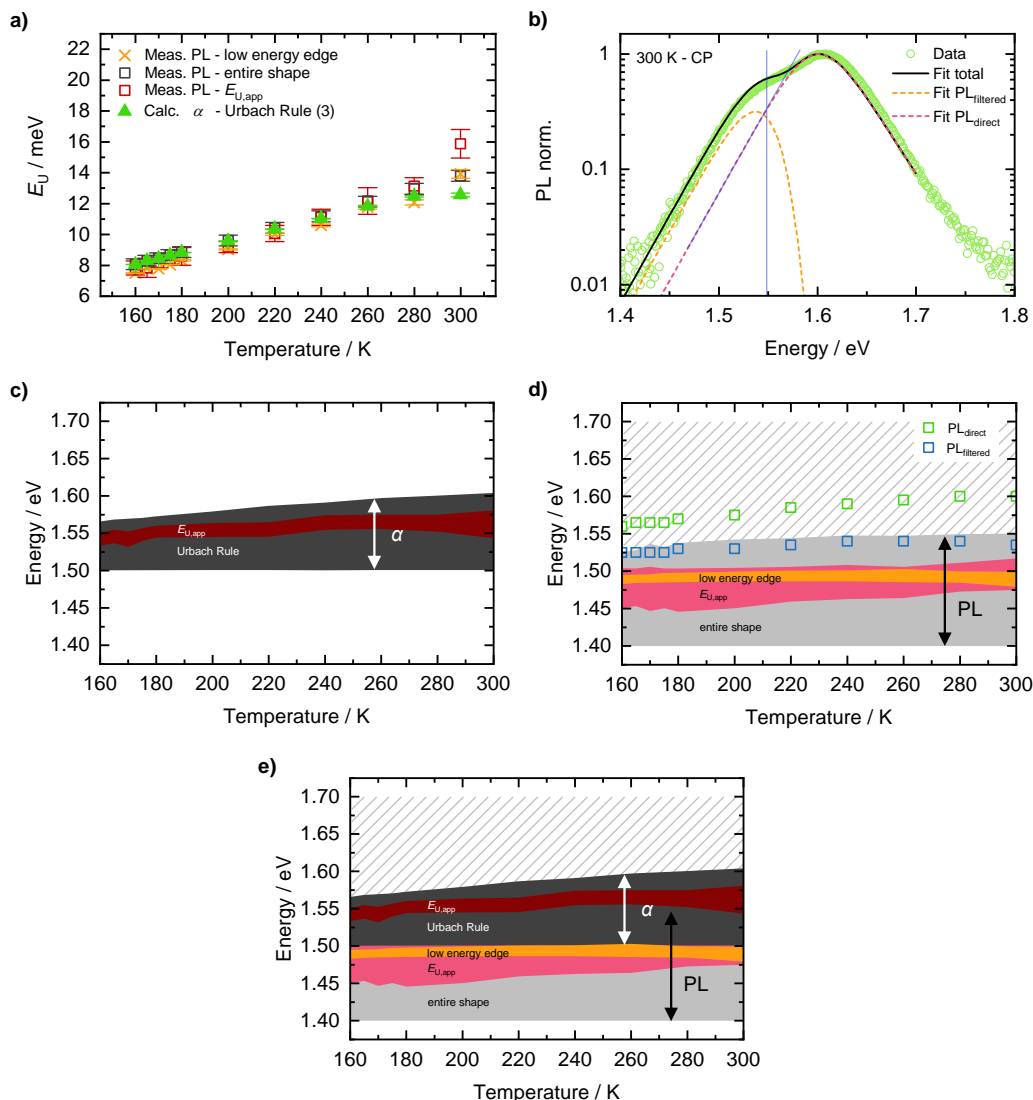 a)
22
20
18
16
14
12
10
8
6
E_U / meV
Meas. PL - low energy edge
Meas. PL - entire shape
Meas. PL - E_U,app
Calc. α - Urbach Rule (3)
160 180 200 220 240 260 280 300
Temperature / K
b)
300 K - CP
1
0.1
0.01
PL norm.
Data
Fit total
Fit PL_filtered
Fit PL_direct
1.4 1.5 1.6 1.7 1.8
Energy / eV
c)
1.70
1.65
1.60
1.55
1.50
1.45
1.40
Energy / eV
E_U,app
Urbach Rule
α
160 180 200 220 240 260 280 300
Temperature / K
d)
1.70
1.65
1.60
1.55
1.50
1.45
1.40
Energy / eV
PL_direct
PL_filtered
low energy edge
E_U,app
entire shape
PL
160 180 200 220 240 260 280 300
Temperature / K
e)
1.70
1.65
1.60
1.55
1.50
1.45
1.40
Energy / eV
E_U,app
Urbach Rule
α
low energy edge
E_U,app
PL
entire shape
160 180 200 220 240 260 280 300
Temperature / K